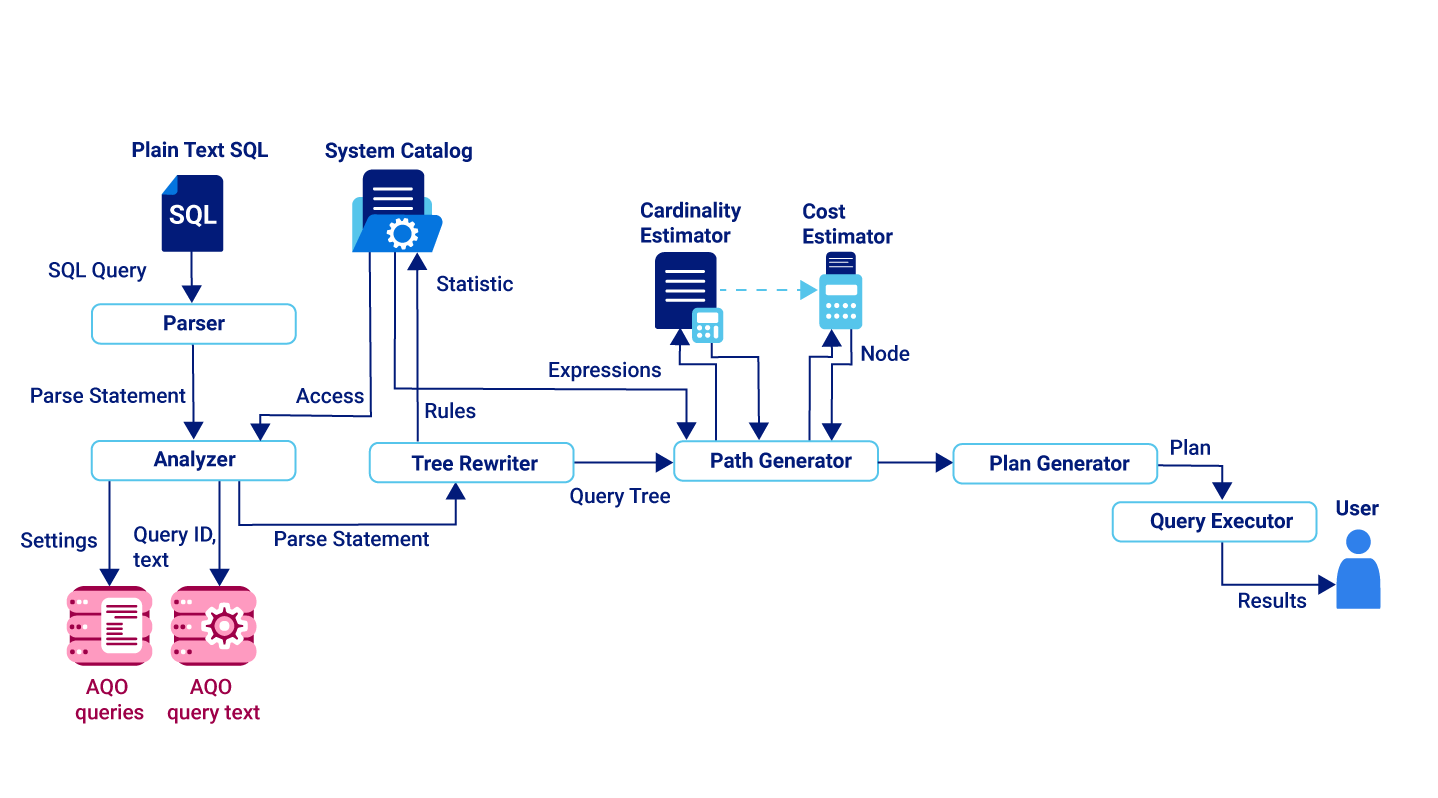 Plain Text SQL
System Catalog
SQL
Cardinality
Estimator
Cost
Estimator
SQL Query
Statistic
Parser
Node
Expressions
Parse Statement
Access
Rules
Analyzer
Tree Rewriter
Path Generator
Plan Generator
Plan
Query Tree
Query Executor
User
Settings
Query ID,
text
Parse Statement
Results
AQO
queries
AQO
query text